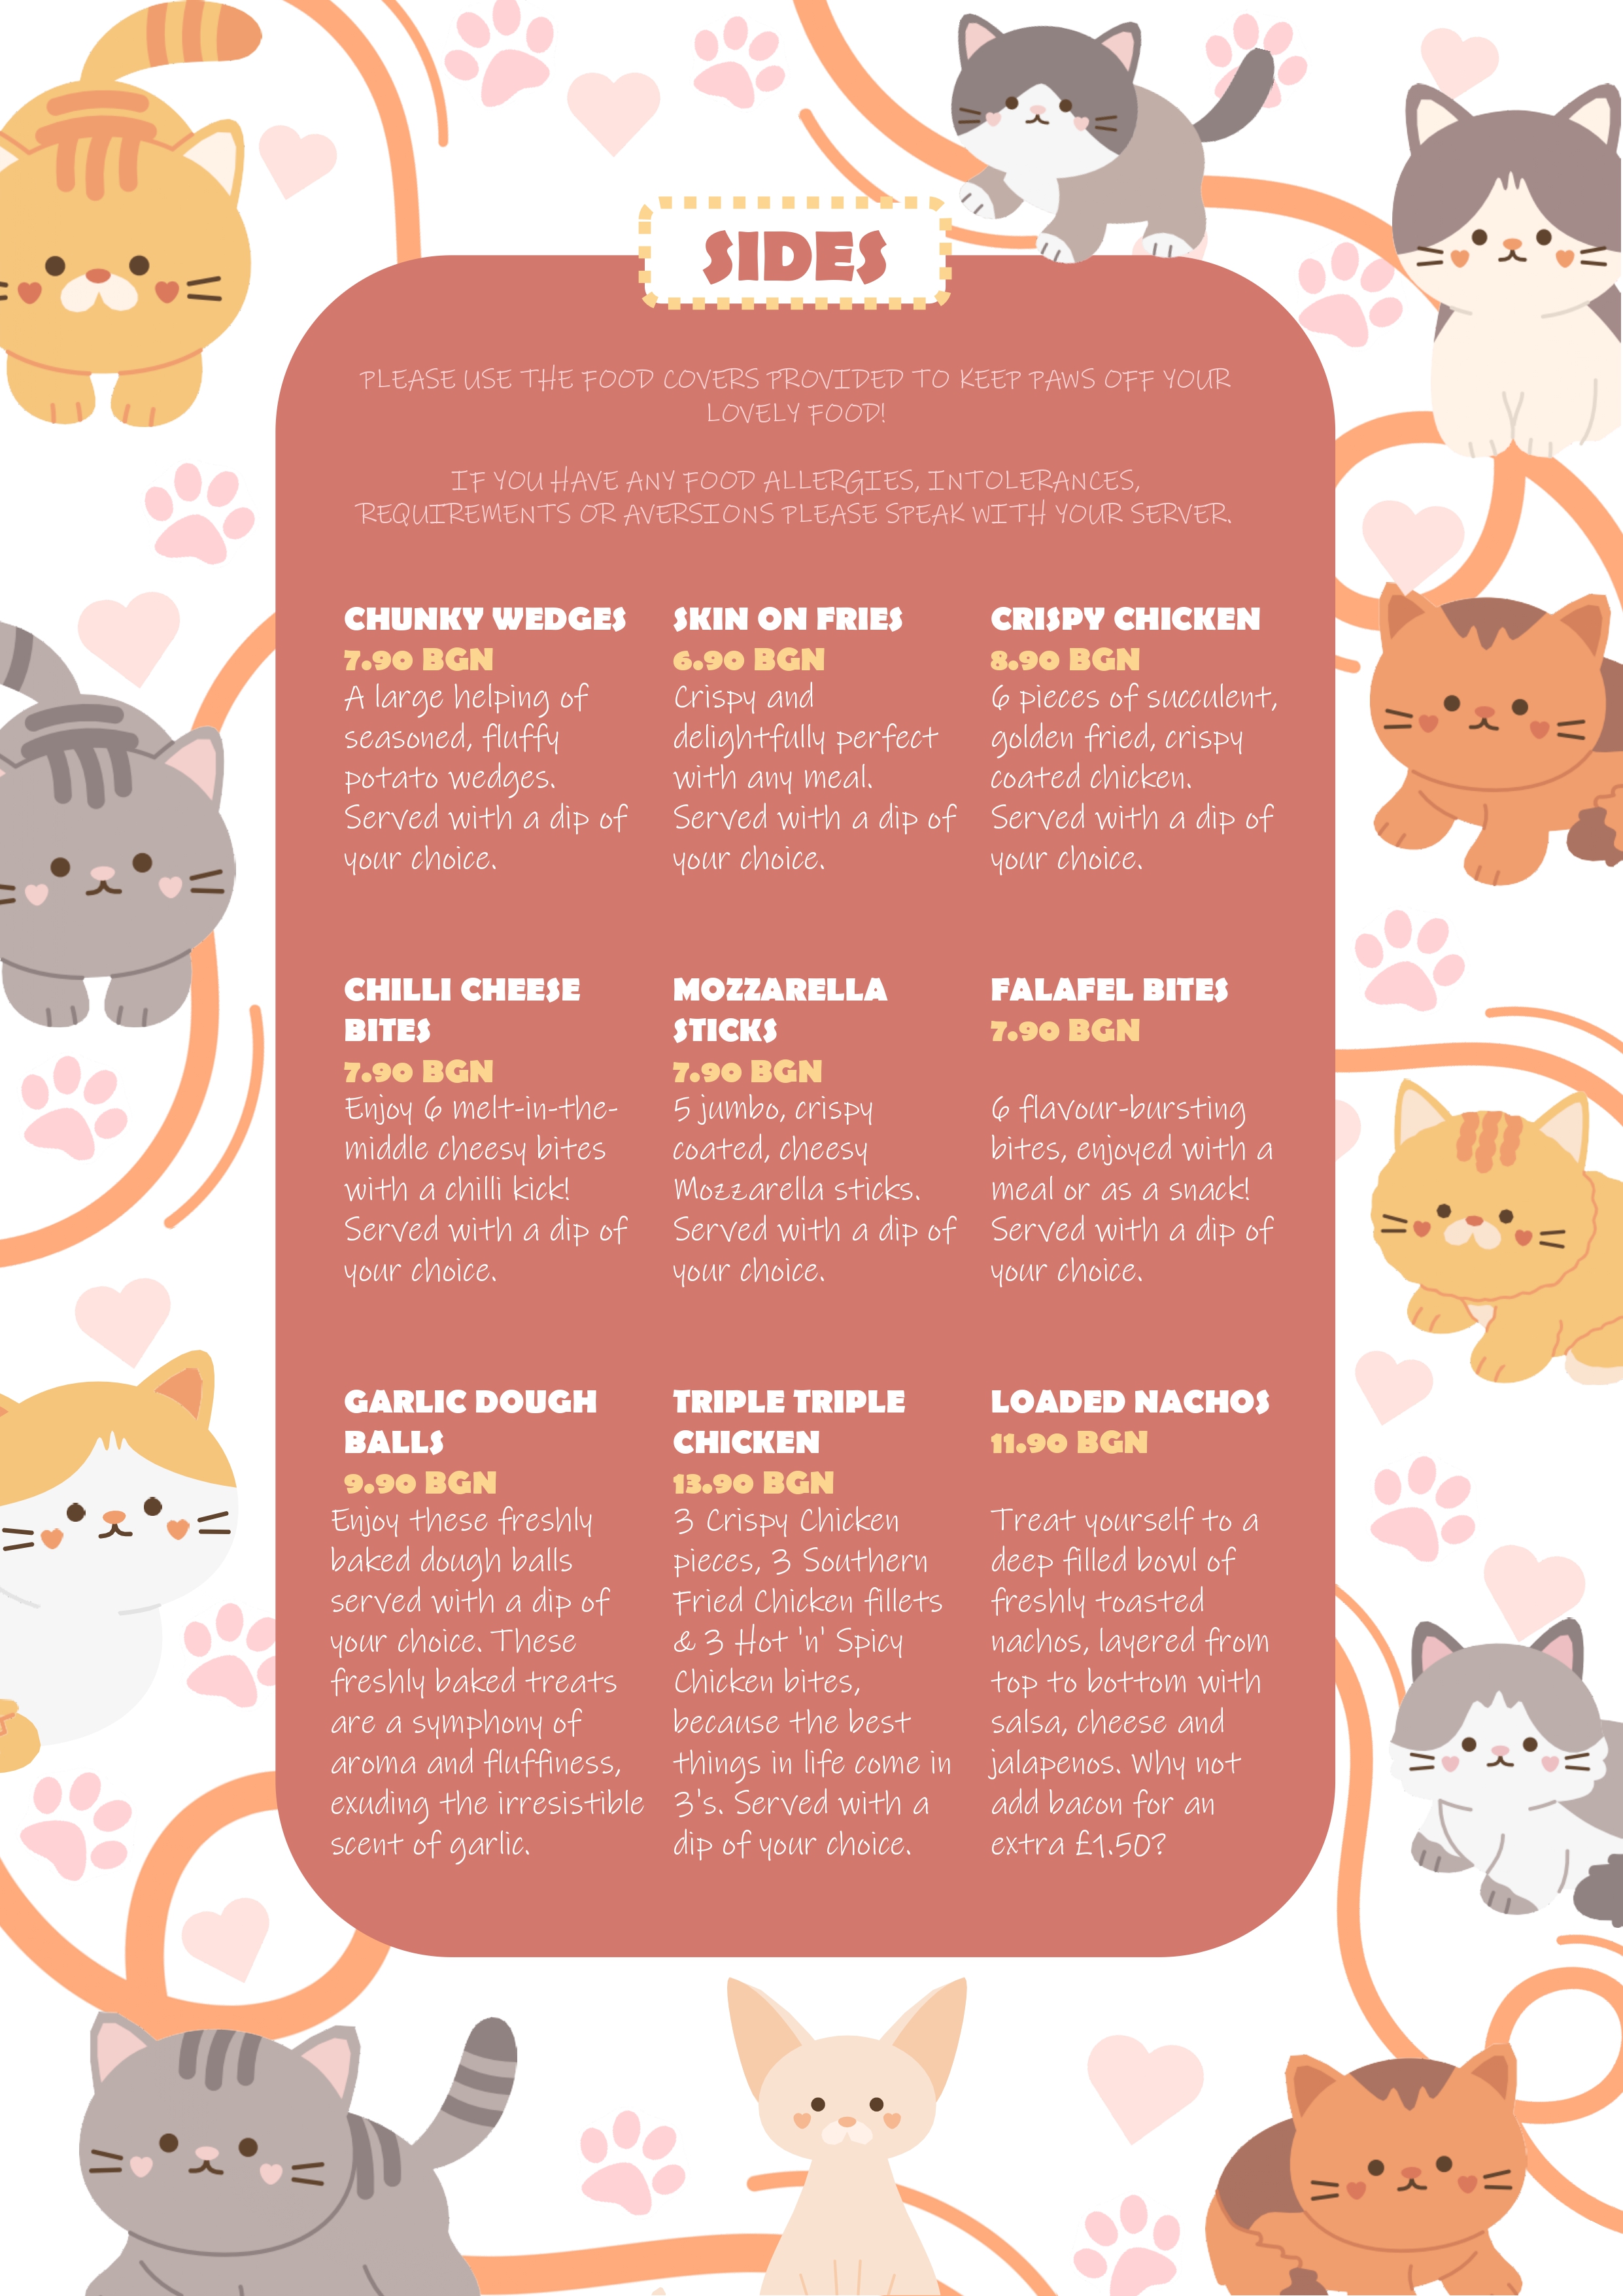 SIDES
PLEASE USE THE FOOD COVERS PROVIDED TO KEEP PAWS OFF YOUR
LOVELY FOOD!
IF YOU HAVE ANY FOOD ALLERGIES, INTOLERANCES,
REQUIREMENTS OR AVERSIONS PLEASE SPEAK WITH YOUR SERVER.
CHUNKY WEDGES
7.90 BGN
A large helping of
seasoned, fluffy
potato wedges.
Served with a dip of
your choice.
SKIN ON FRIES
6.90 BGN
Crispy and
delightfully perfect
with any meal.
Served with a dip of
your choice.
CRISPY CHICKEN
8.90 BGN
6 pieces of succulent,
golden fried, crispy
coated chicken.
Served with a dip of
your choice.
CHILLI CHEESE
BITES
7.90 BGN
Enjoy 6 melt-in-the-
middle cheesy bites
with a chilli kick!
Served with a dip of
your choice.
MOZZARELLA
STICKS
7.90 BGN
5 jumbo, crispy
coated, cheesy
Mozzarella sticks.
Served with a dip of
your choice.
FALAFEL BITES
7.90 BGN
6 flavour-bursting
bites, enjoyed with a
meal or as a snack!
Served with a dip of
your choice.
GARLIC DOUGH
BALLS
9.90 BGN
Enjoy these freshly
baked dough balls
served with a dip of
your choice. These
freshly baked treats
are a symphony of
aroma and fluffiness,
exuding the irresistible
scent of garlic.
TRIPLE TRIPLE
CHICKEN
13.90 BGN
3 Crispy Chicken
pieces, 3 Southern
Fried Chicken fillets
& 3 Hot 'n' Spicy
Chicken bites,
because the best
things in life come in
3's. Served with a
dip of your choice.
LOADED NACHOS
11.90 BGN
Treat yourself to a
deep filled bowl of
freshly toasted
nachos, layered from
top to bottom with
salsa, cheese and
jalapenos. Why not
add bacon for an
extra £1.50?